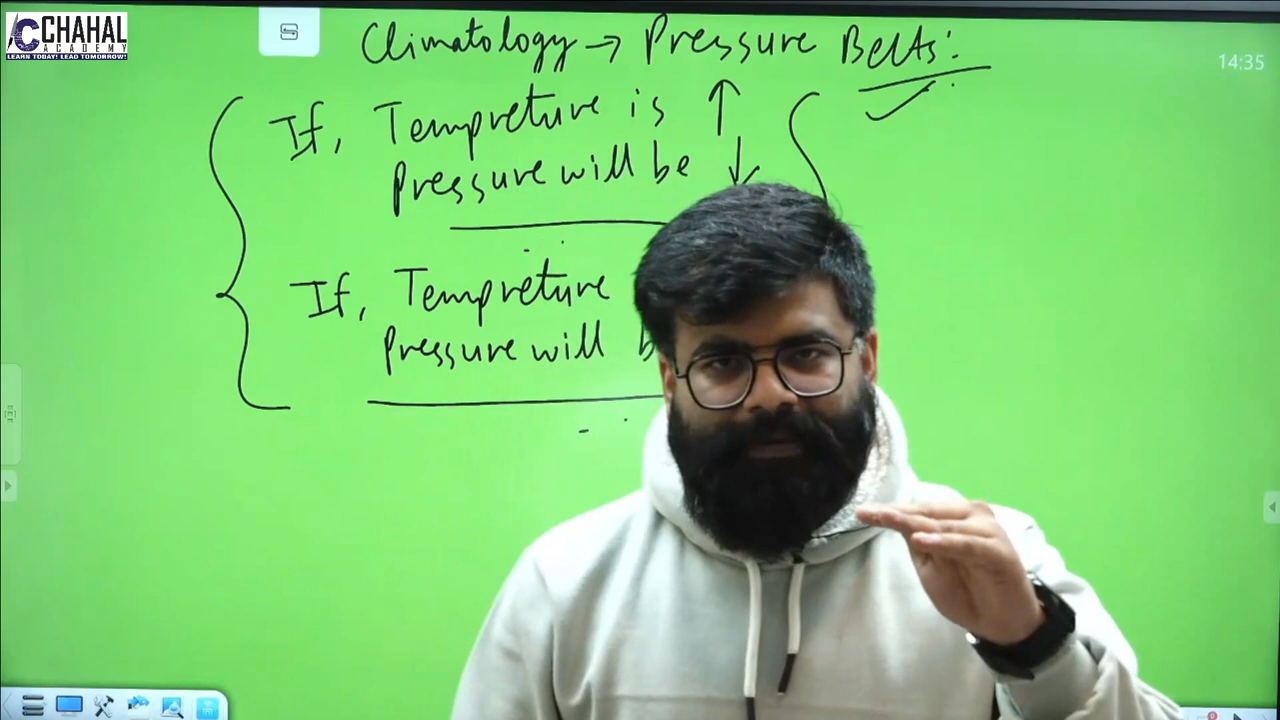 CHAHAL
ACADEMY
LEARN TODAY! LEAD TOMORROW!
Climatology → Pressure Belts:
14:35
If, Tempreture is ↑
Pressure will be ↓
If, Tempreture
Pressure will b